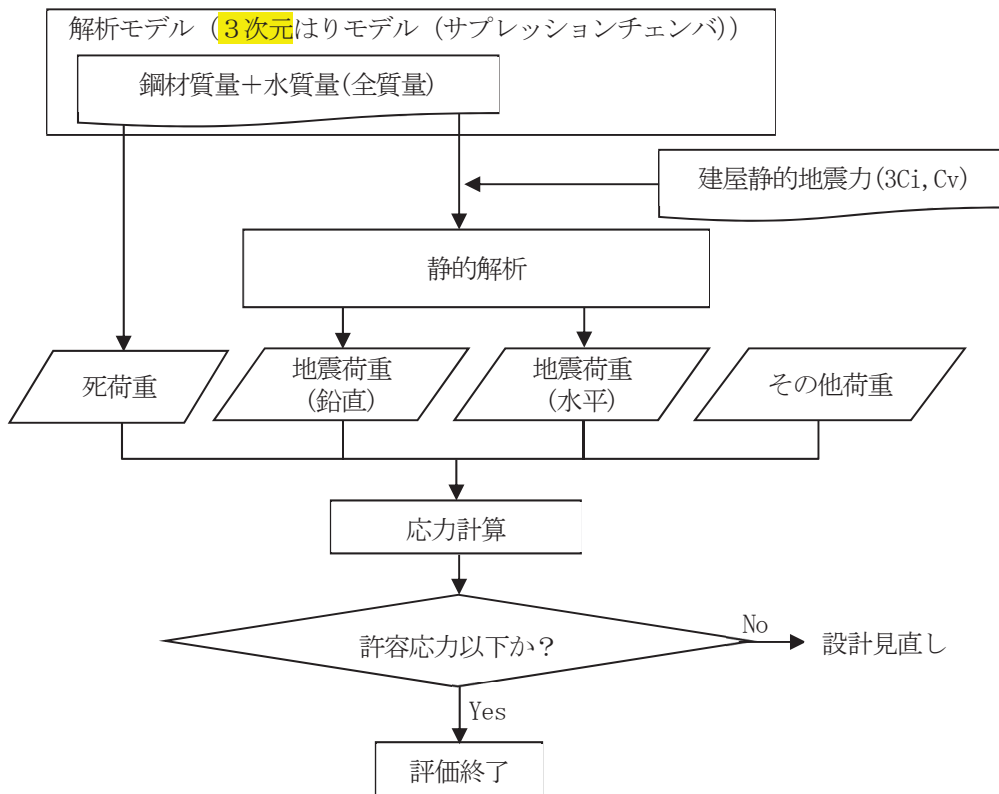 解析モデル（３次元はりモデル（サプレッションチェンバ））
鋼材質量＋水質量(全質量)
建屋静的地震力(3Ci,Cv)
静的解析
死荷重
地震荷重
(鉛直)
地震荷重
(水平)
その他荷重
応力計算
許容応力以下か？
No
設計見直し
Yes
評価終了